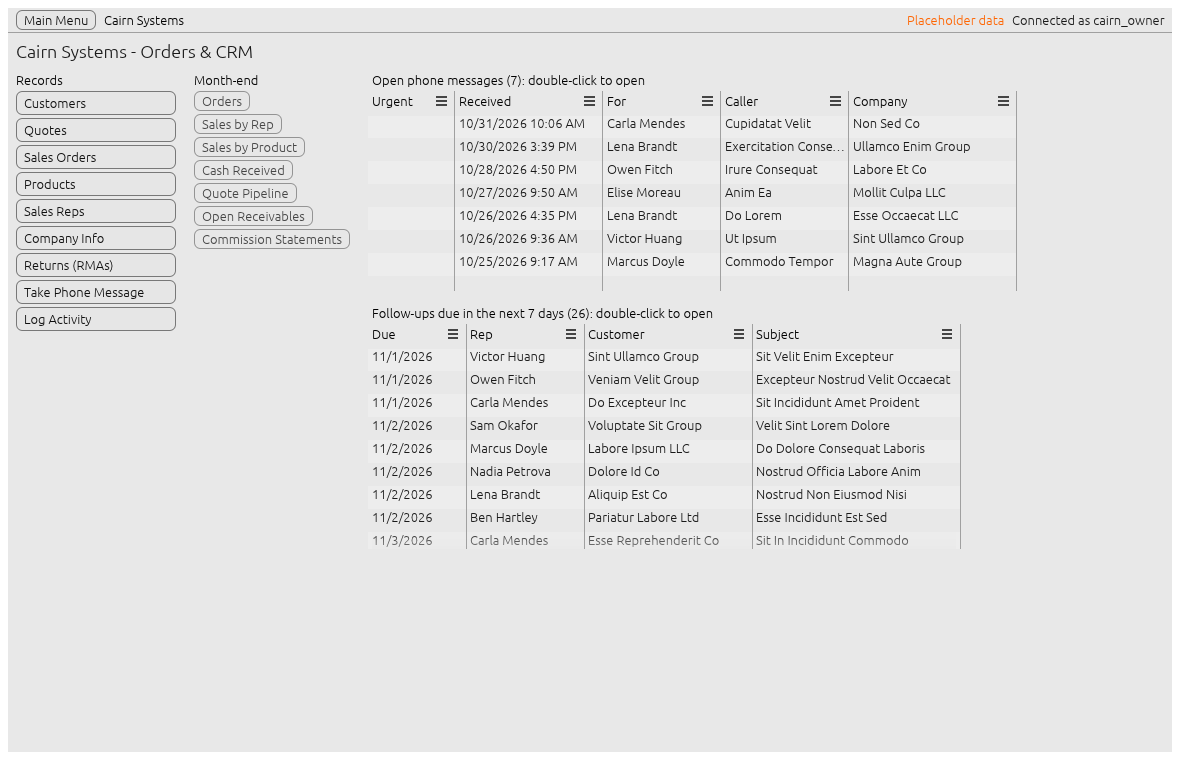 Main Menu Cairn Systems Placeholder data Connected as cairn_owner
Cairn Systems - Orders & CRM
Records
Customers
Quotes
Sales Orders
Products
Sales Reps
Company Info
Returns (RMAs)
Take Phone Message
Log Activity
Month-end
Orders
Sales by Rep
Sales by Product
Cash Received
Quote Pipeline
Open Receivables
Commission Statements
Open phone messages (7): double-click to open
Urgent Received For Caller Company
10/31/2026 10:06 AM Carla Mendes Cupidatat Velit Non Sed Co
10/30/2026 3:39 PM Lena Brandt Exercitation Conse... Ullamco Enim Group
10/28/2026 4:50 PM Owen Fitch Irure Consequat Labore Et Co
10/27/2026 9:50 AM Elise Moreau Anim Ea Mollit Culpa LLC
10/26/2026 4:35 PM Lena Brandt Do Lorem Esse Occaecat LLC
10/26/2026 9:36 AM Victor Huang Ut Ipsum Sint Ullamco Group
10/25/2026 9:17 AM Marcus Doyle Commodo Tempor Magna Aute Group
Follow-ups due in the next 7 days (26): double-click to open
Due Rep Customer Subject
11/1/2026 Victor Huang Sint Ullamco Group Sit Velit Enim Excepteur
11/1/2026 Owen Fitch Veniam Velit Group Excepteur Nostrud Velit Occaecat
11/1/2026 Carla Mendes Do Excepteur Inc Sit Incididunt Amet Proident
11/2/2026 Sam Okafor Voluptate Sit Group Velit Sint Lorem Dolore
11/2/2026 Marcus Doyle Labore Ipsum LLC Do Dolore Consequat Laboris
11/2/2026 Nadia Petrova Dolore Id Co Nostrud Officia Labore Anim
11/2/2026 Lena Brandt Aliquip Est Co Nostrud Non Eiusmod Nisi
11/2/2026 Ben Hartley Pariatur Labore Ltd Esse Incididunt Est Sed
11/3/2026 Carla Mendes Esse Reprehenderit Co Sit In Incididunt Commodo